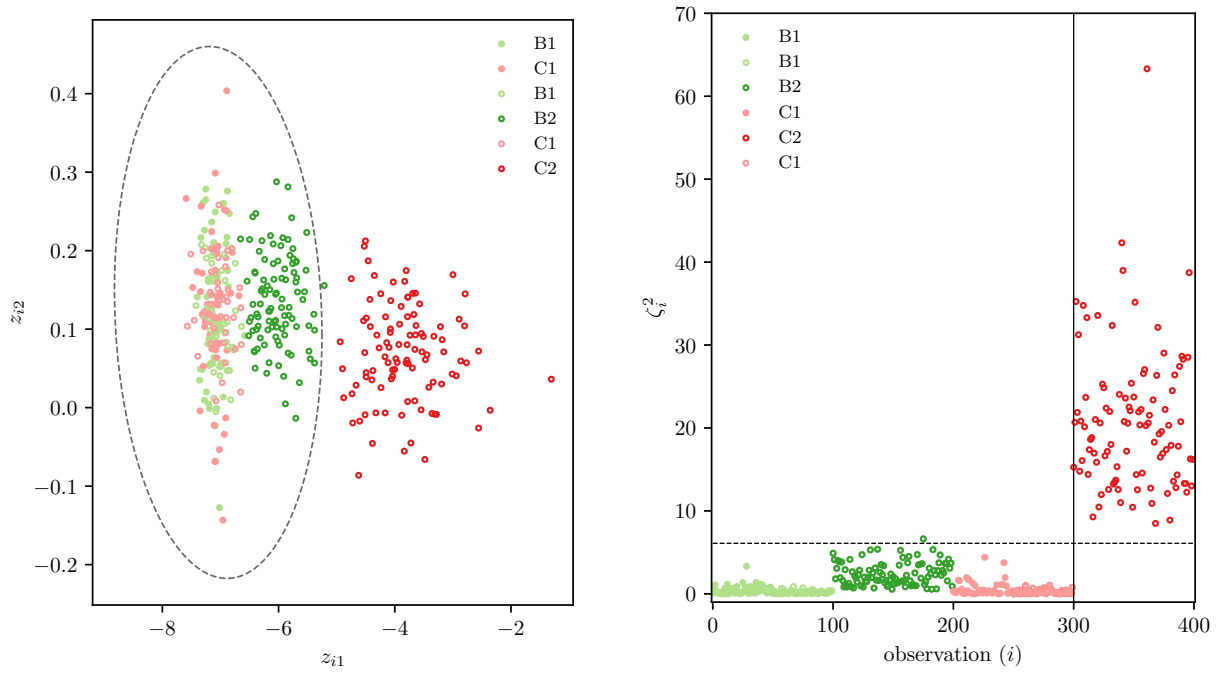 B1
C1
B1
B2
C1
C2
0.4
0.3
0.2
0.1
0.0
−0.1
−0.2
z_{i2}
−8
−6
−4
−2
z_{i1}
B1
B1
B2
C1
C2
C1
70
60
50
40
30
20
10
0
ζ_i^2
0
100
200
300
400
observation (i)